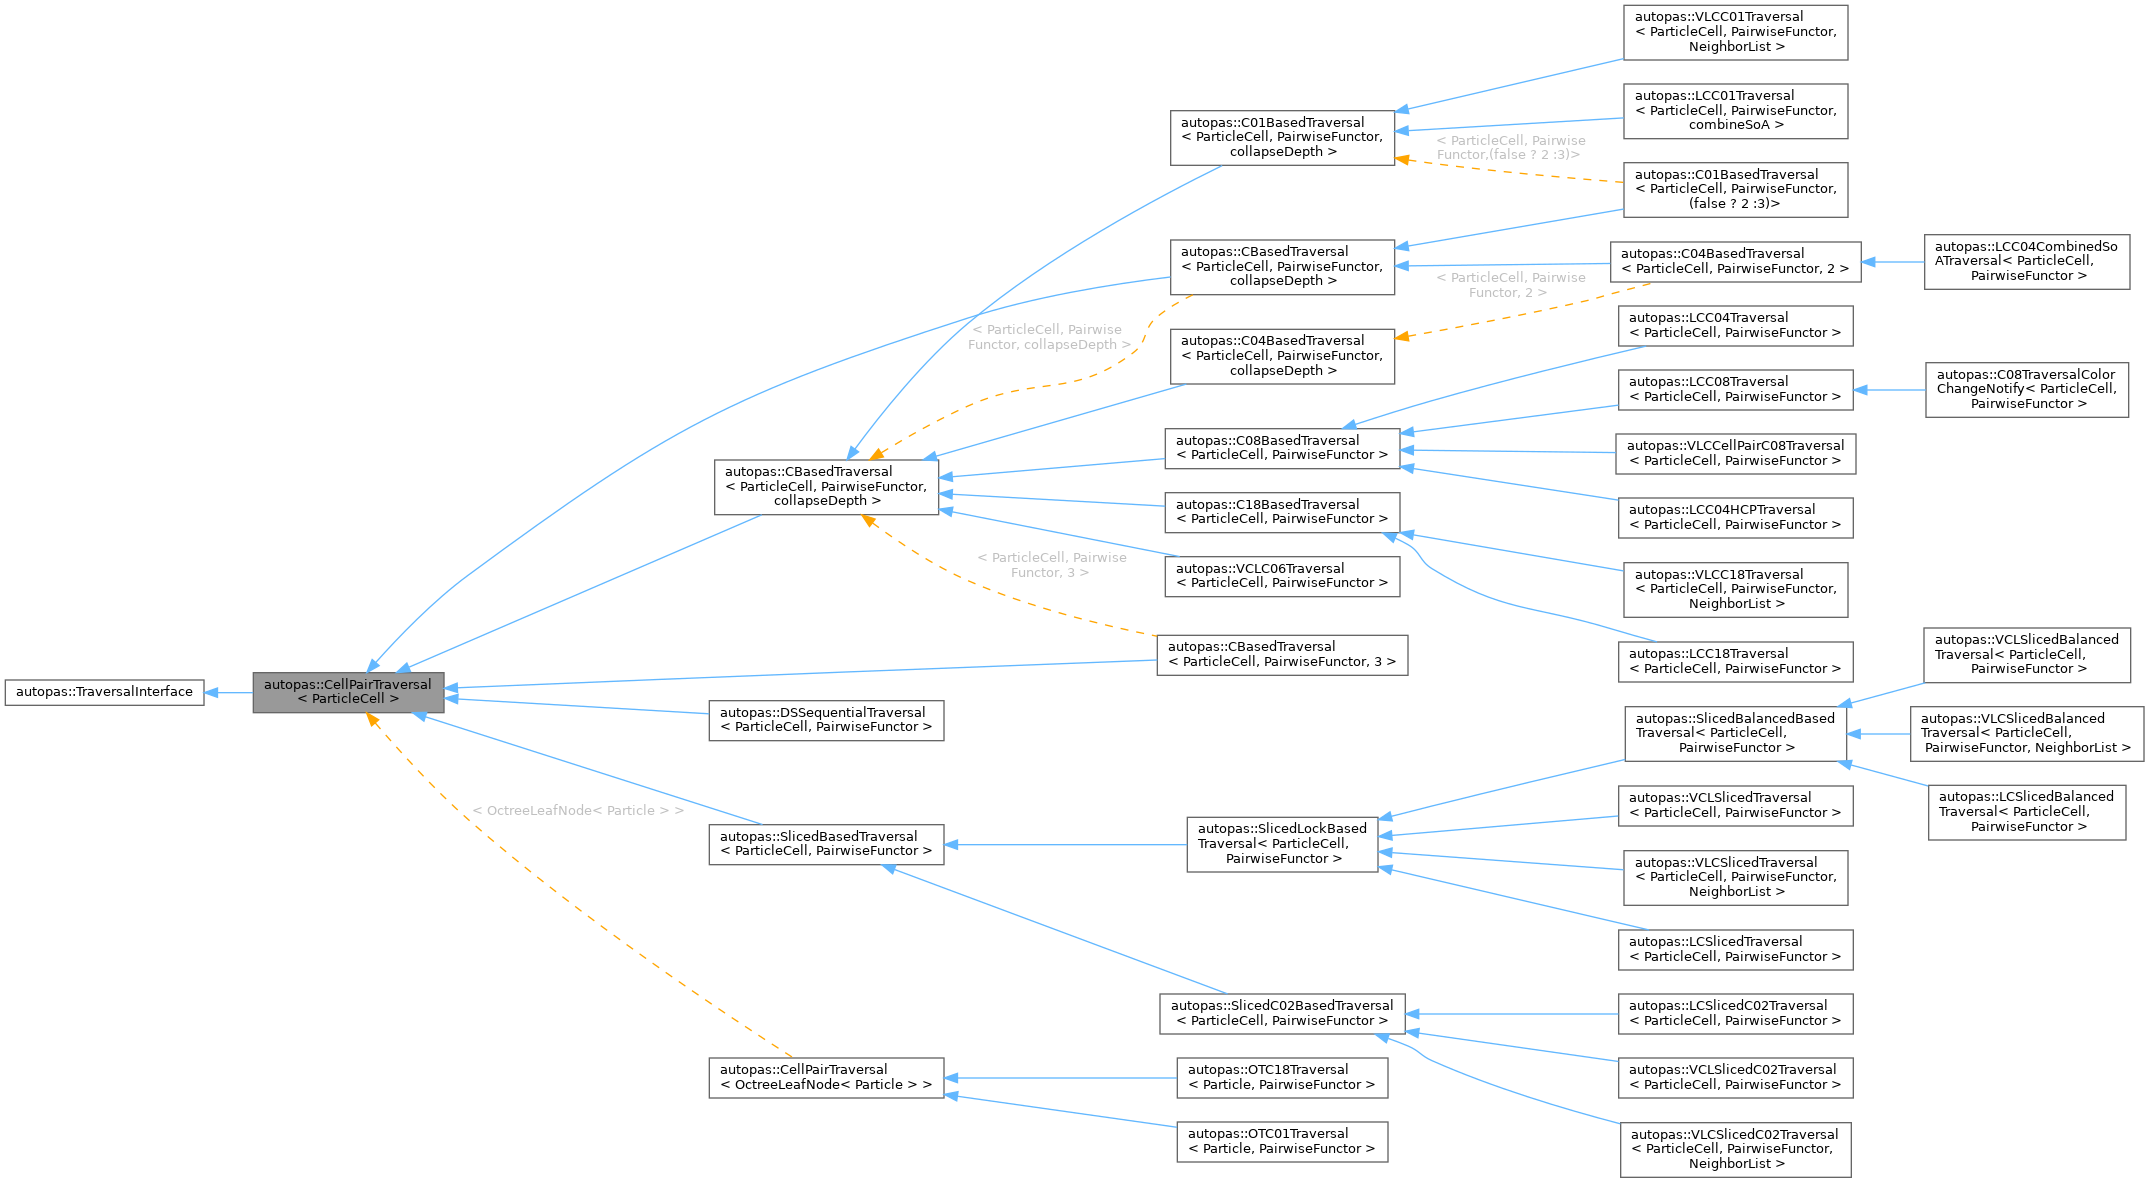 autopas::TraversalInterface
autopas::CellPairTraversal
< ParticleCell >
autopas::CBasedTraversal
< ParticleCell, PairwiseFunctor,
collapseDepth >
autopas::DSSequentialTraversal
< ParticleCell, PairwiseFunctor >
autopas::SlicedBasedTraversal
< ParticleCell, PairwiseFunctor >
autopas::CellPairTraversal
< OctreeLeafNode< Particle > >
< OctreeLeafNode< Particle > >
< ParticleCell, Pairwise
Functor, collapseDepth >
< ParticleCell, Pairwise
Functor, 3 >
autopas::C01BasedTraversal
< ParticleCell, PairwiseFunctor,
collapseDepth >
autopas::CBasedTraversal
< ParticleCell, PairwiseFunctor,
collapseDepth >
autopas::C04BasedTraversal
< ParticleCell, PairwiseFunctor,
collapseDepth >
autopas::C08BasedTraversal
< ParticleCell, PairwiseFunctor >
autopas::C18BasedTraversal
< ParticleCell, PairwiseFunctor >
autopas::VCLC06Traversal
< ParticleCell, PairwiseFunctor >
autopas::CBasedTraversal
< ParticleCell, PairwiseFunctor, 3 >
autopas::SlicedLockBased
Traversal< ParticleCell,
PairwiseFunctor >
autopas::SlicedC02BasedTraversal
< ParticleCell, PairwiseFunctor >
autopas::OTC18Traversal
< Particle, PairwiseFunctor >
autopas::OTC01Traversal
< Particle, PairwiseFunctor >
< ParticleCell, Pairwise
Functor,(false ? 2 :3)>
< ParticleCell, Pairwise
Functor, 2 >
autopas::VLCC01Traversal
< ParticleCell, PairwiseFunctor,
NeighborList >
autopas::LCC01Traversal
< ParticleCell, PairwiseFunctor,
combineSoA >
autopas::C01BasedTraversal
< ParticleCell, PairwiseFunctor,
(false ? 2 :3)>
autopas::C04BasedTraversal
< ParticleCell, PairwiseFunctor, 2 >
autopas::LCC04Traversal
< ParticleCell, PairwiseFunctor >
autopas::LCC08Traversal
< ParticleCell, PairwiseFunctor >
autopas::VLCCellPairC08Traversal
< ParticleCell, PairwiseFunctor >
autopas::LCC04HCPTraversal
< ParticleCell, PairwiseFunctor >
autopas::VLCC18Traversal
< ParticleCell, PairwiseFunctor,
NeighborList >
autopas::LCC18Traversal
< ParticleCell, PairwiseFunctor >
autopas::SlicedBalancedBased
Traversal< ParticleCell,
PairwiseFunctor >
autopas::VCLSlicedTraversal
< ParticleCell, PairwiseFunctor >
autopas::VLCSlicedTraversal
< ParticleCell, PairwiseFunctor,
NeighborList >
autopas::LCSlicedTraversal
< ParticleCell, PairwiseFunctor >
autopas::LCSlicedC02Traversal
< ParticleCell, PairwiseFunctor >
autopas::VCLSlicedC02Traversal
< ParticleCell, PairwiseFunctor >
autopas::VLCSlicedC02Traversal
< ParticleCell, PairwiseFunctor,
NeighborList >
autopas::LCC04CombinedSo
ATraversal< ParticleCell,
PairwiseFunctor >
autopas::C08TraversalColor
ChangeNotify< ParticleCell,
PairwiseFunctor >
autopas::VCLSlicedBalanced
Traversal< ParticleCell,
PairwiseFunctor >
autopas::VLCSlicedBalanced
Traversal< ParticleCell,
PairwiseFunctor, NeighborList >
autopas::LCSlicedBalanced
Traversal< ParticleCell,
PairwiseFunctor >